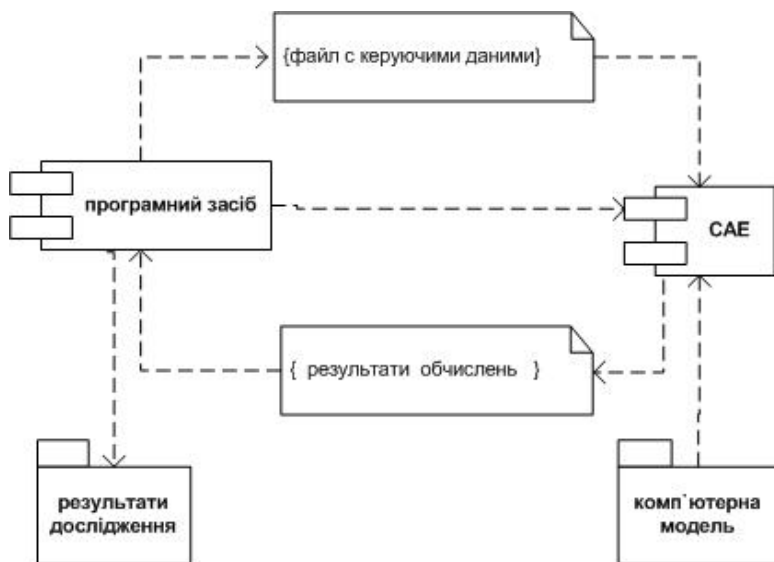 {файл с керуючими даними}
програмний засіб
CAE
{ результати обчислень }
результати
дослідження
комп`ютерна
модель